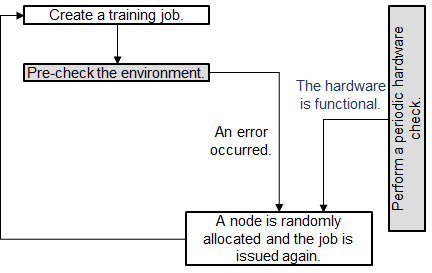 Create a training job.
Pre-check the environment.
The hardware
is functional.
An error
occurred.
Perform a periodic hardware
check.
A node is randomly
allocated and the job is
issued again.